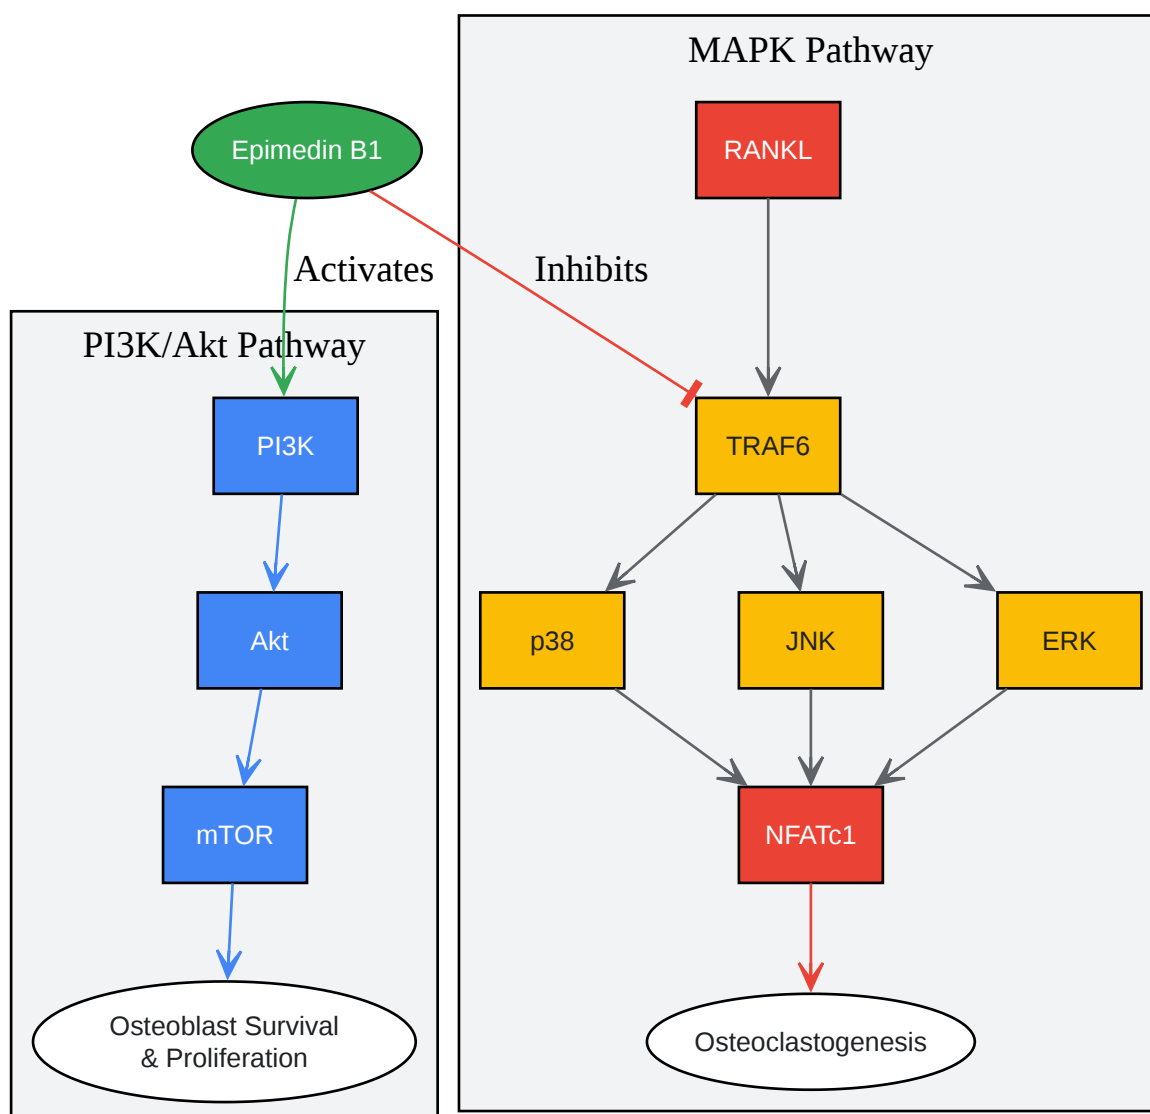 MAPK Pathway
Epimedin B1
RANKL
Activates
Inhibits
PI3K/Akt Pathway
PI3K
TRAF6
Akt
p38
JNK
ERK
mTOR
NFATc1
Osteoblast Survival
& Proliferation
Osteoclastogenesis